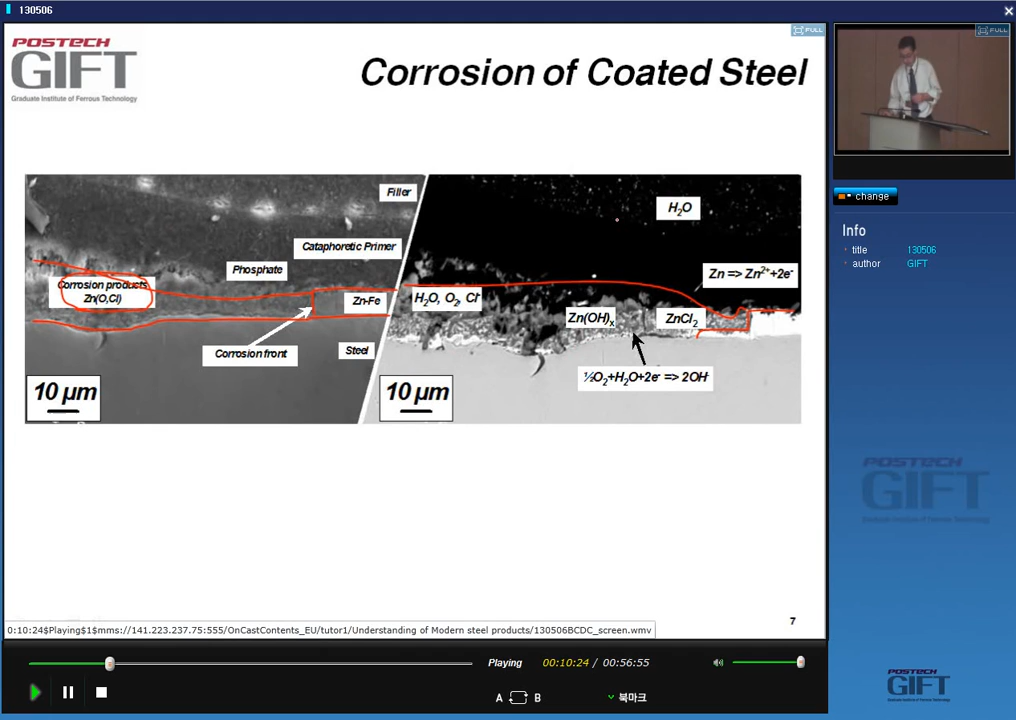 130506
FULL
POSTECH
GIFT
Graduate Institute of Ferrous Technology
Corrosion of Coated Steel
FULL
change
Info
title 130506
author GIFT
Filler
Cataphoretic Primer
Phosphate
Corrosion products
Zn(O,Cl)
Zn-Fe
Corrosion front
Steel
10 μm
H₂O
Zn => Zn²⁺+2e⁻
H₂O, O₂, Cl⁻
Zn(OH)ₓ
ZnCl₂
½O₂+H₂O+2e⁻ => 2OH⁻
10 μm
POSTECH
GIFT
7
0:10:24$Playing$1$mms://141.223.237.75:555/OnCastContents_EU/tutor1/Understanding of Modern steel products/130506BCDC_screen.wmv
Playing 00:10:24 / 00:56:55
A B
북마크
POSTECH
GIFT